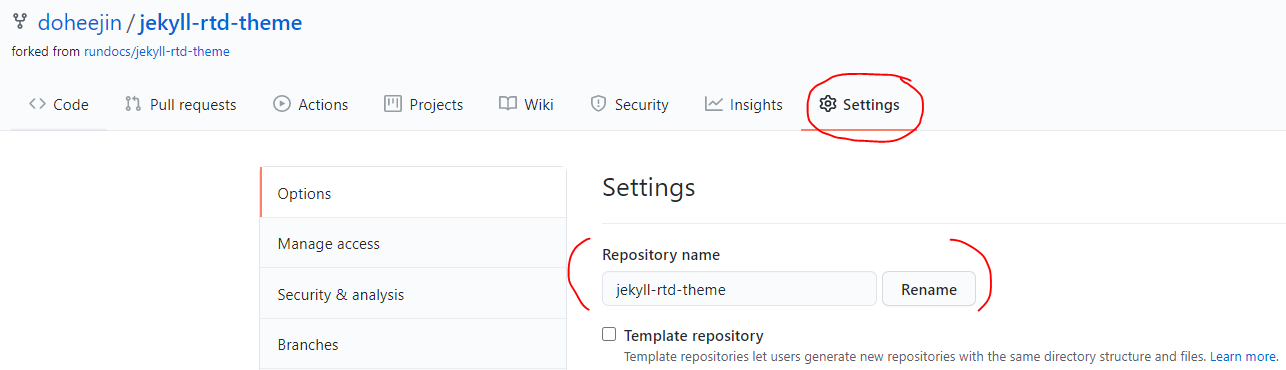 doheejin / jekyll-rtd-theme
forked from rundocs/jekyll-rtd-theme
Code Pull requests Actions Projects Wiki Security Insights Settings
Options
Manage access
Security & analysis
Branches
Settings
Repository name
jekyll-rtd-theme Rename
Template repository
Template repositories let users generate new repositories with the same directory structure and files. Learn more.